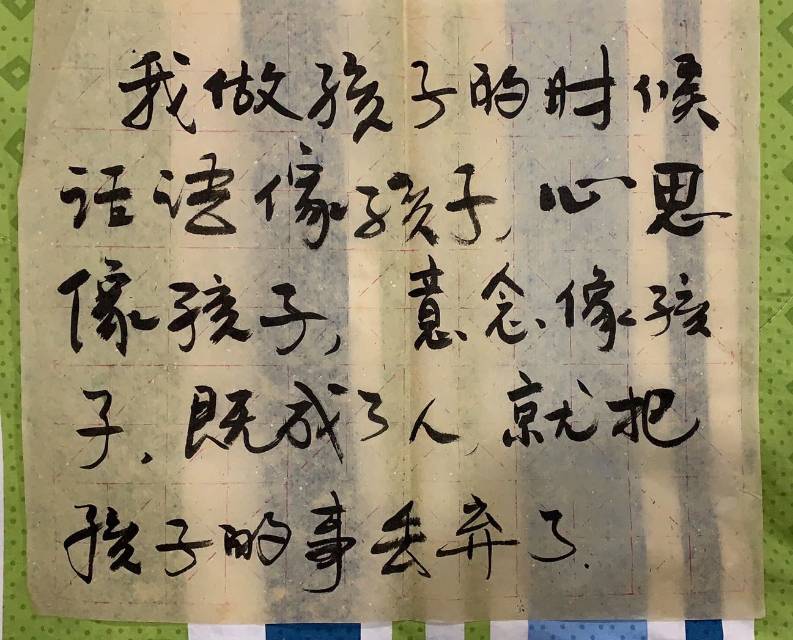 我做孩子的时候
话语像孩子,心思
像孩子,意念像孩
子,既成了人就把
孩子的事丢弃了.